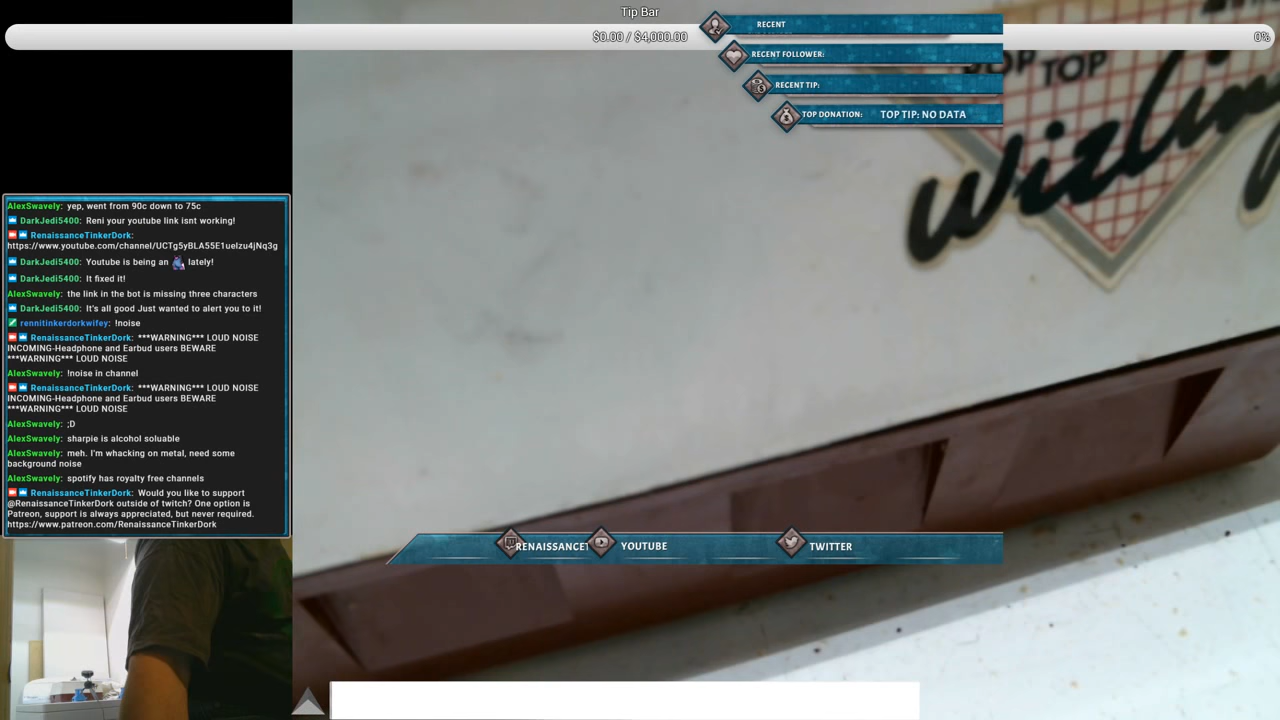 Tip Bar
$0.00 / $4,000.00
0%
RECENT
RECENT FOLLOWER:
RECENT TIP:
TOP DONATION: TOP TIP: NO DATA
TOP
Wizling
AlexSwavely: yep, went from 90c down to 75c
DarkJedi5400: Reni your youtube link isnt working!
RenaissanceTinkerDork:
https://www.youtube.com/channel/UCTg5yBLA55E1uelzu4jNq3g
DarkJedi5400: Youtube is being an lately!
DarkJedi5400: It fixed it!
AlexSwavely: the link in the bot is missing three characters
DarkJedi5400: It's all good Just wanted to alert you to it!
rennitinkerdorkwifey: !noise
RenaissanceTinkerDork: ***WARNING*** LOUD NOISE
INCOMING-Headphone and Earbud users BEWARE
***WARNING*** LOUD NOISE
AlexSwavely: !noise in channel
RenaissanceTinkerDork: ***WARNING*** LOUD NOISE
INCOMING-Headphone and Earbud users BEWARE
***WARNING*** LOUD NOISE
AlexSwavely: ;D
AlexSwavely: sharpie is alcohol soluable
AlexSwavely: meh. I'm whacking on metal, need some
background noise
AlexSwavely: spotify has royalty free channels
RenaissanceTinkerDork: Would you like to support
@RenaissanceTinkerDork outside of twitch? One option is
Patreon, support is always appreciated, but never required.
https://www.patreon.com/RenaissanceTinkerDork
RENAISSANCET
YOUTUBE
TWITTER